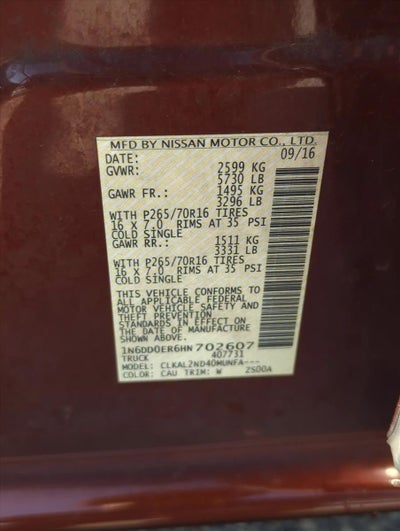 MFD BY NISSAN MOTOR CO., LTD.
DATE: 09/16
GVWR: 2599 KG
5730 LB
GAWR FR.: 1495 KG
3296 LB
WITH P265/70R16 TIRES
16 X 7.0 RIMS AT 35 PSI
COLD SINGLE
GAWR RR.: 1511 KG
3331 LB
WITH P265/70R16 TIRES
16 X 7.0 RIMS AT 35 PSI
COLD SINGLE
THIS VEHICLE CONFORMS TO
ALL APPLICABLE FEDERAL
MOTOR VEHICLE SAFETY AND
THEFT PREVENTION
STANDARDS IN EFFECT ON
THE DATE OF MANUFACTURE
1N6DD0ER6HN702607
TRUCK 407731
MODEL: CLKAL2ND40MUNFA---
COLOR: CAU TRIM: W 2S00A